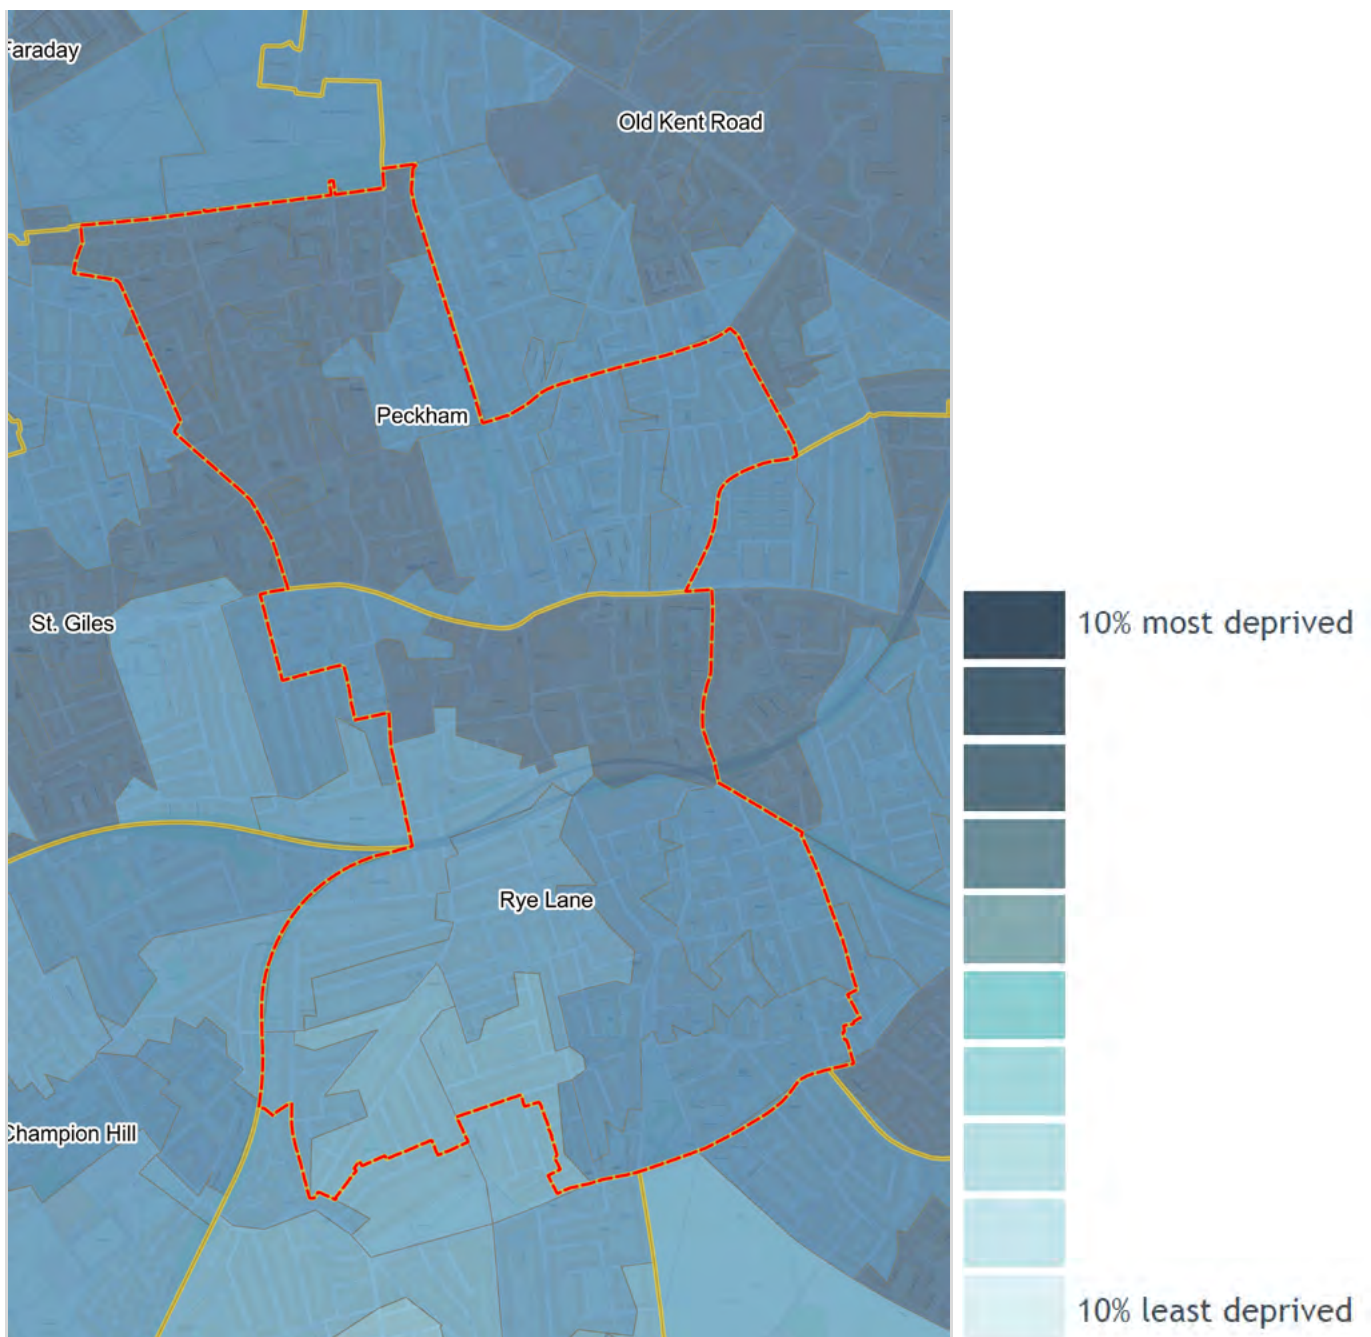 Faraday
Old Kent Road
Peckham
St. Giles
10% most deprived
Rye Lane
Champion Hill
10% least deprived